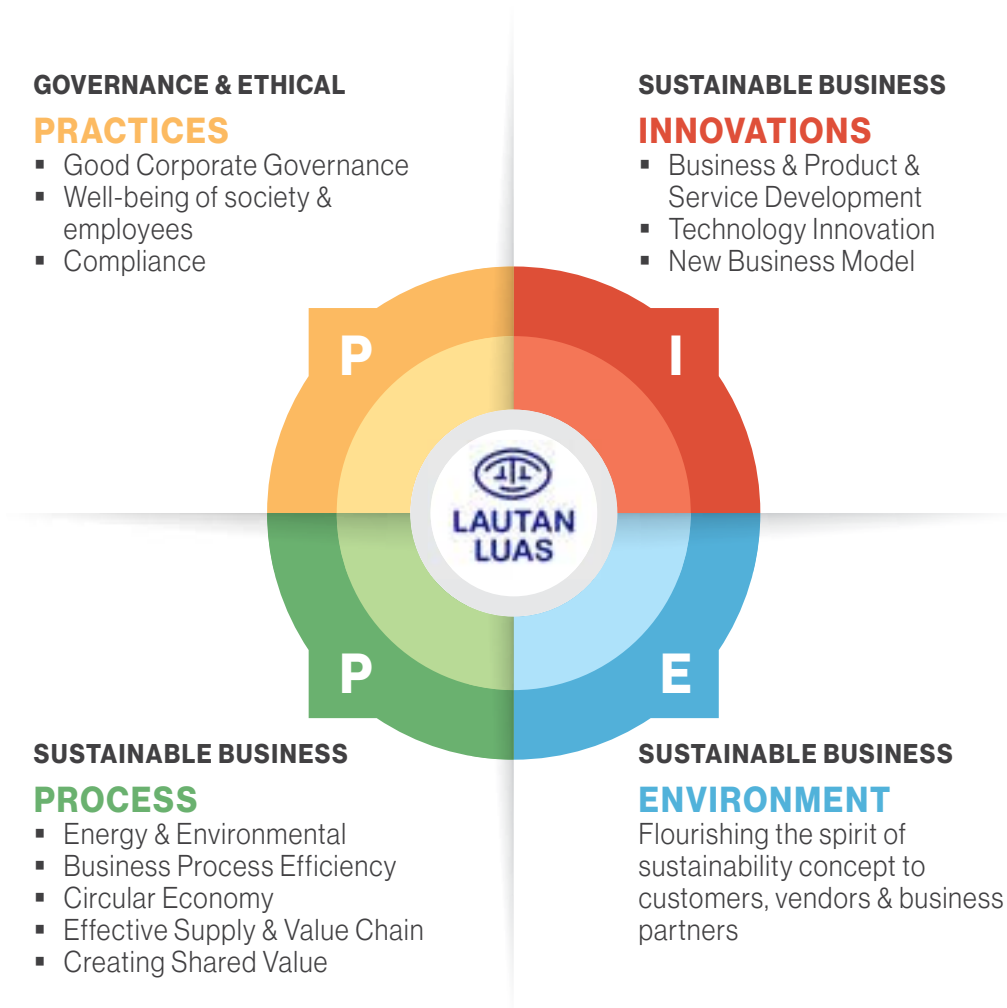 GOVERNANCE & ETHICAL
PRACTICES
▪ Good Corporate Governance
▪ Well-being of society &
employees
▪ Compliance
SUSTAINABLE BUSINESS
INNOVATIONS
▪ Business & Product &
Service Development
▪ Technology Innovation
▪ New Business Model
P
I
LAUTAN
LUAS
P
E
SUSTAINABLE BUSINESS
PROCESS
▪ Energy & Environmental
▪ Business Process Efficiency
▪ Circular Economy
▪ Effective Supply & Value Chain
▪ Creating Shared Value
SUSTAINABLE BUSINESS
ENVIRONMENT
Flourishing the spirit of
sustainability concept to
customers, vendors & business
partners